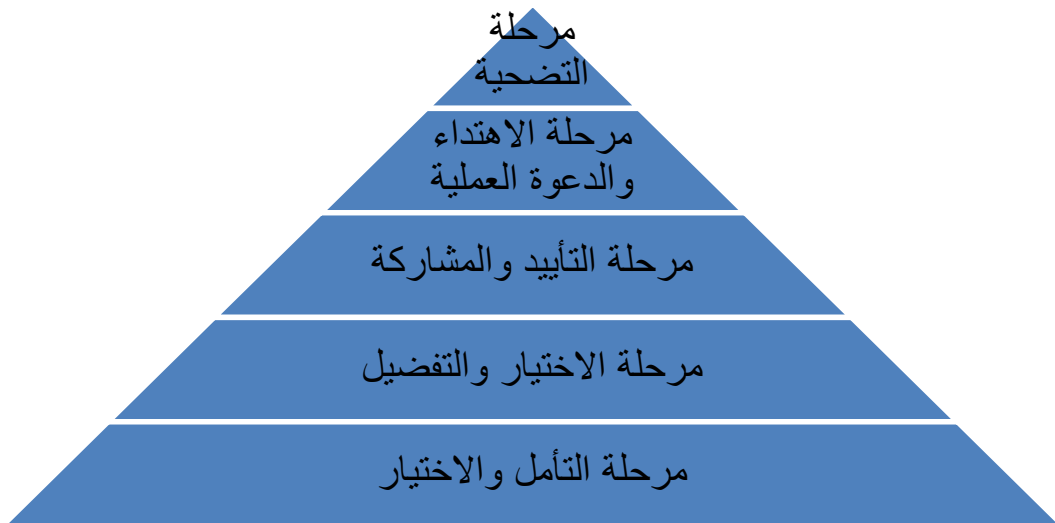 مرحلة
التضحية
مرحلة الاهتداء
والدعوة العملية
مرحلة التأييد والمشاركة
مرحلة الاختيار والتفضيل
مرحلة التأمل والاختيار